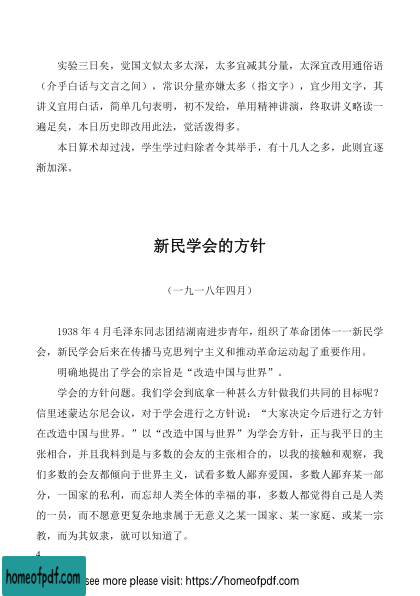 实验三日矣，觉国文似太多太深，太多宜减其分量，太深宜改用通俗语
（介乎白话与文言之间），常识分量亦嫌太多（指文字），宜少用文字，其
讲义宜用白话，简单几句表明，初不发给，单用精神讲演，终取讲义略读一
遍足矣，本日历史即改用此法，觉活泼得多。
本日算术却过浅，学生学过归除者令其举手，有十几人之多，此则宜逐
渐加深。
新民学会的方针
（一九一八年四月）
1938 年 4 月毛泽东同志团结湖南进步青年，组织了革命团体一一新民学
会，新民学会后来在传播马克思列宁主义和推动革命运动起了重要作用。
明确地提出了学会的宗旨是“改造中国与世界”。
学会的方针问题。我们学会到底拿一种甚么方针做我们共同的目标呢？
信里述蒙达尔尼会议，对于学会进行之方针说：“大家决定今后进行之方针
在改造中国与世界。”以“改造中国与世界”为学会方针，正与我平日的主
张相合，并且我料到是与多数的会友的主张相合的，以我的接触和观察，我
们多数的会友都倾向于世界主义，试看多数人鄙弃爱国，多数人鄙弃某一部
分，一国家的私利，而忘却人类全体的幸福的事，多数人都觉得自己是人类
的一员，而不愿意更复杂地隶属于无意义之某一国家、某一家庭、或某一宗
教，而为其奴隶，就可以知道了。
4
homeofpdf.com
see more please visit: https://homeofpdf.com